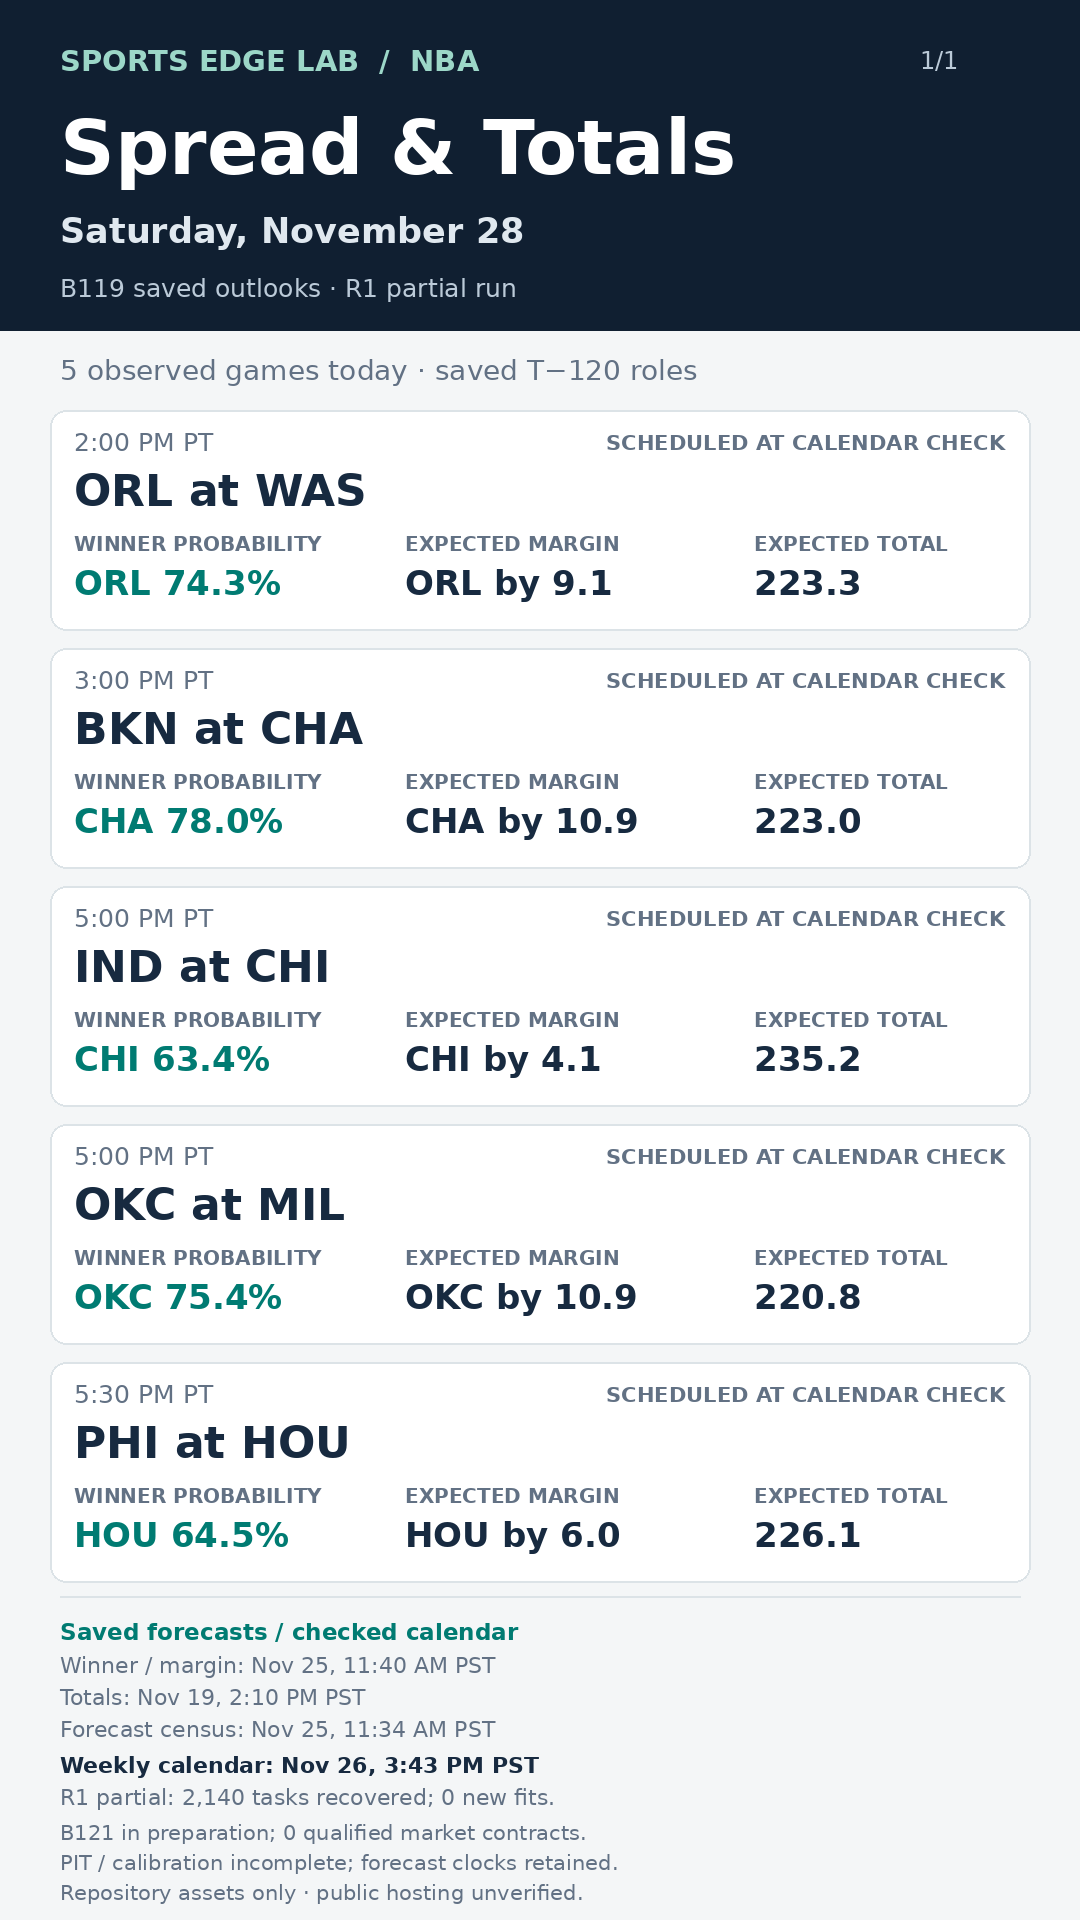 SPORTS EDGE LAB / NBA 1/1
Spread & Totals
Saturday, November 28
B119 saved outlooks · R1 partial run
5 observed games today · saved T−120 roles
2:00 PM PT SCHEDULED AT CALENDAR CHECK
ORL at WAS
WINNER PROBABILITY EXPECTED MARGIN EXPECTED TOTAL
ORL 74.3% ORL by 9.1 223.3
3:00 PM PT SCHEDULED AT CALENDAR CHECK
BKN at CHA
WINNER PROBABILITY EXPECTED MARGIN EXPECTED TOTAL
CHA 78.0% CHA by 10.9 223.0
5:00 PM PT SCHEDULED AT CALENDAR CHECK
IND at CHI
WINNER PROBABILITY EXPECTED MARGIN EXPECTED TOTAL
CHI 63.4% CHI by 4.1 235.2
5:00 PM PT SCHEDULED AT CALENDAR CHECK
OKC at MIL
WINNER PROBABILITY EXPECTED MARGIN EXPECTED TOTAL
OKC 75.4% OKC by 10.9 220.8
5:30 PM PT SCHEDULED AT CALENDAR CHECK
PHI at HOU
WINNER PROBABILITY EXPECTED MARGIN EXPECTED TOTAL
HOU 64.5% HOU by 6.0 226.1
Saved forecasts / checked calendar
Winner / margin: Nov 25, 11:40 AM PST
Totals: Nov 19, 2:10 PM PST
Forecast census: Nov 25, 11:34 AM PST
Weekly calendar: Nov 26, 3:43 PM PST
R1 partial: 2,140 tasks recovered; 0 new fits.
B121 in preparation; 0 qualified market contracts.
PIT / calibration incomplete; forecast clocks retained.
Repository assets only · public hosting unverified.